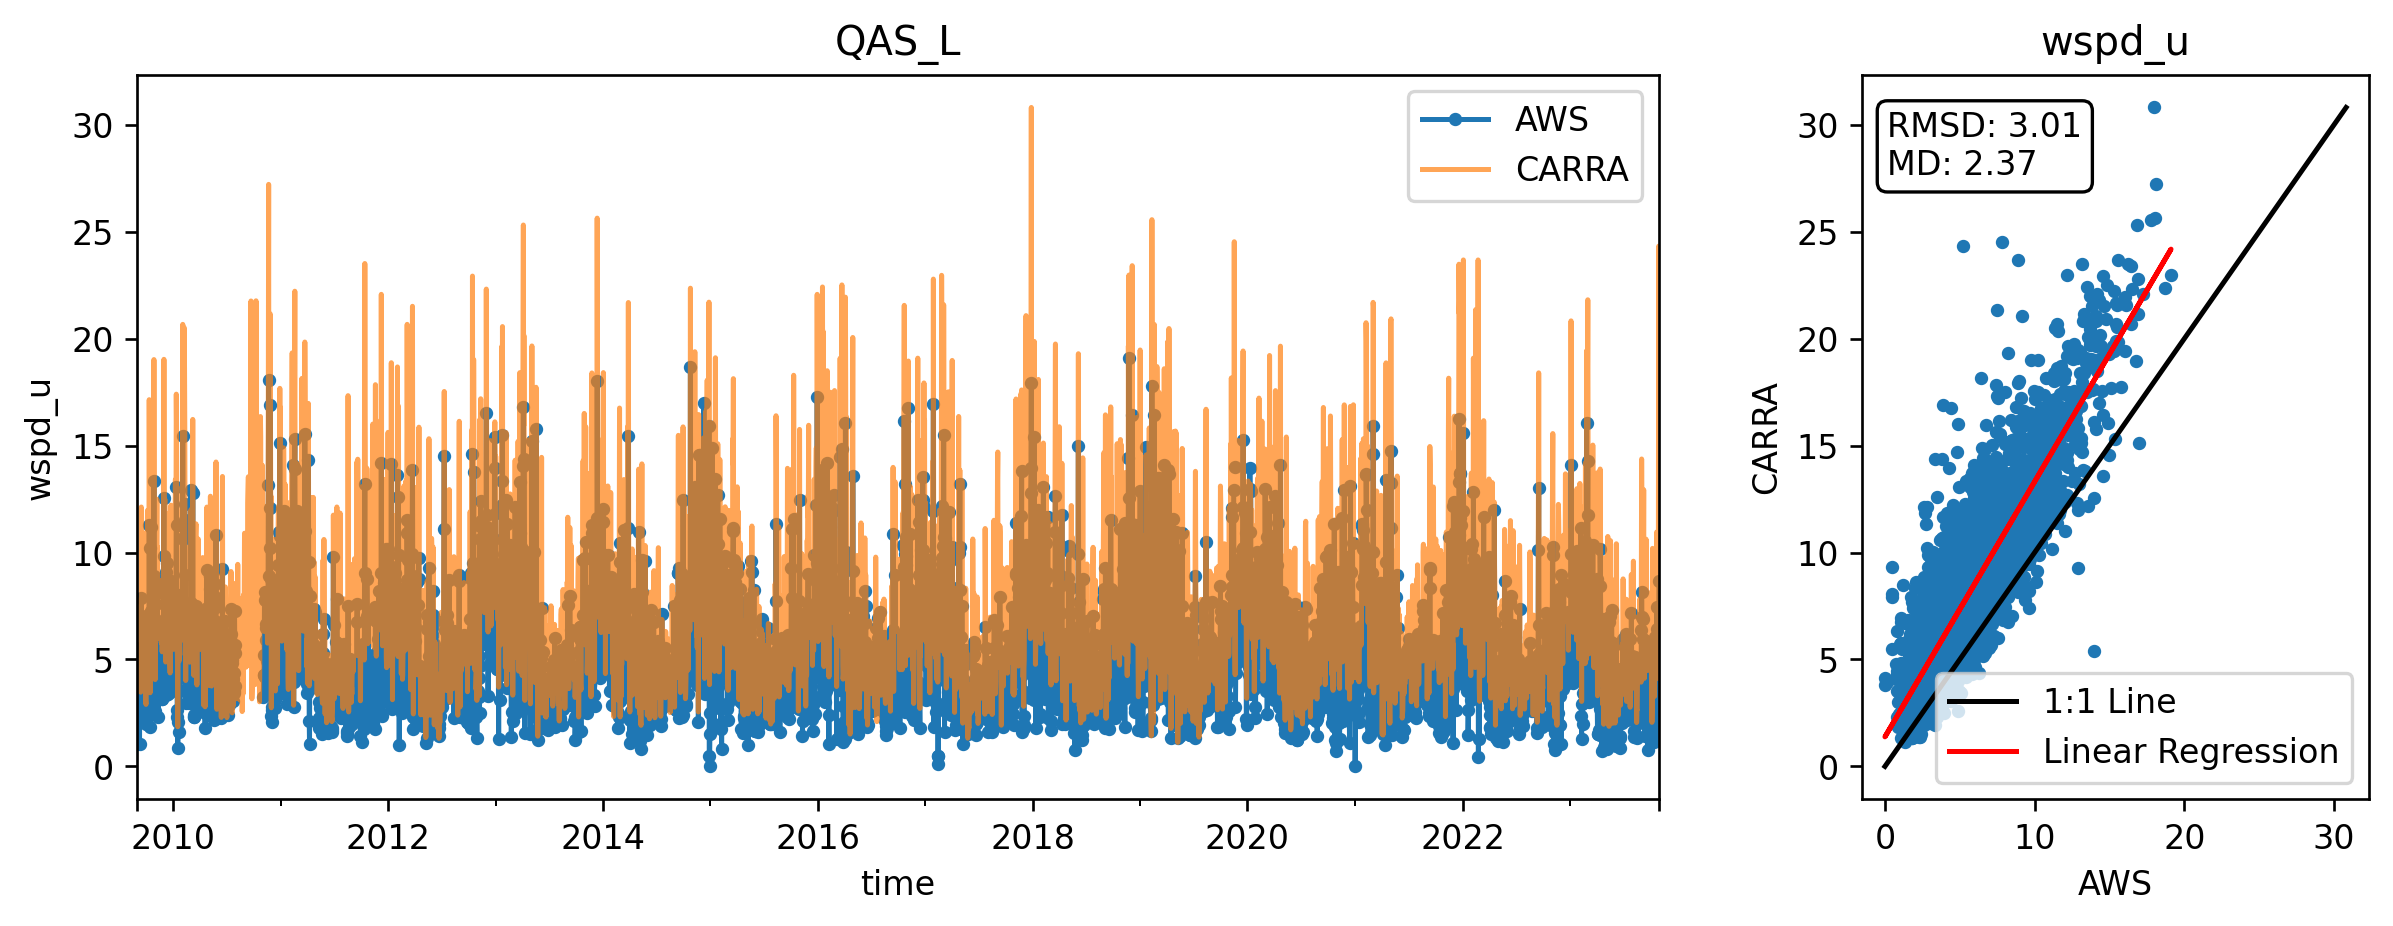 QAS_L
wspd_u
30
25
20
15
10
5
0
2010 2012 2014 2016 2018 2020 2022
time
AWS
CARRA
wspd_u
CARRA
30
25
20
15
10
5
0
0 10 20 30
AWS
RMSD: 3.01
MD: 2.37
1:1 Line
Linear Regression